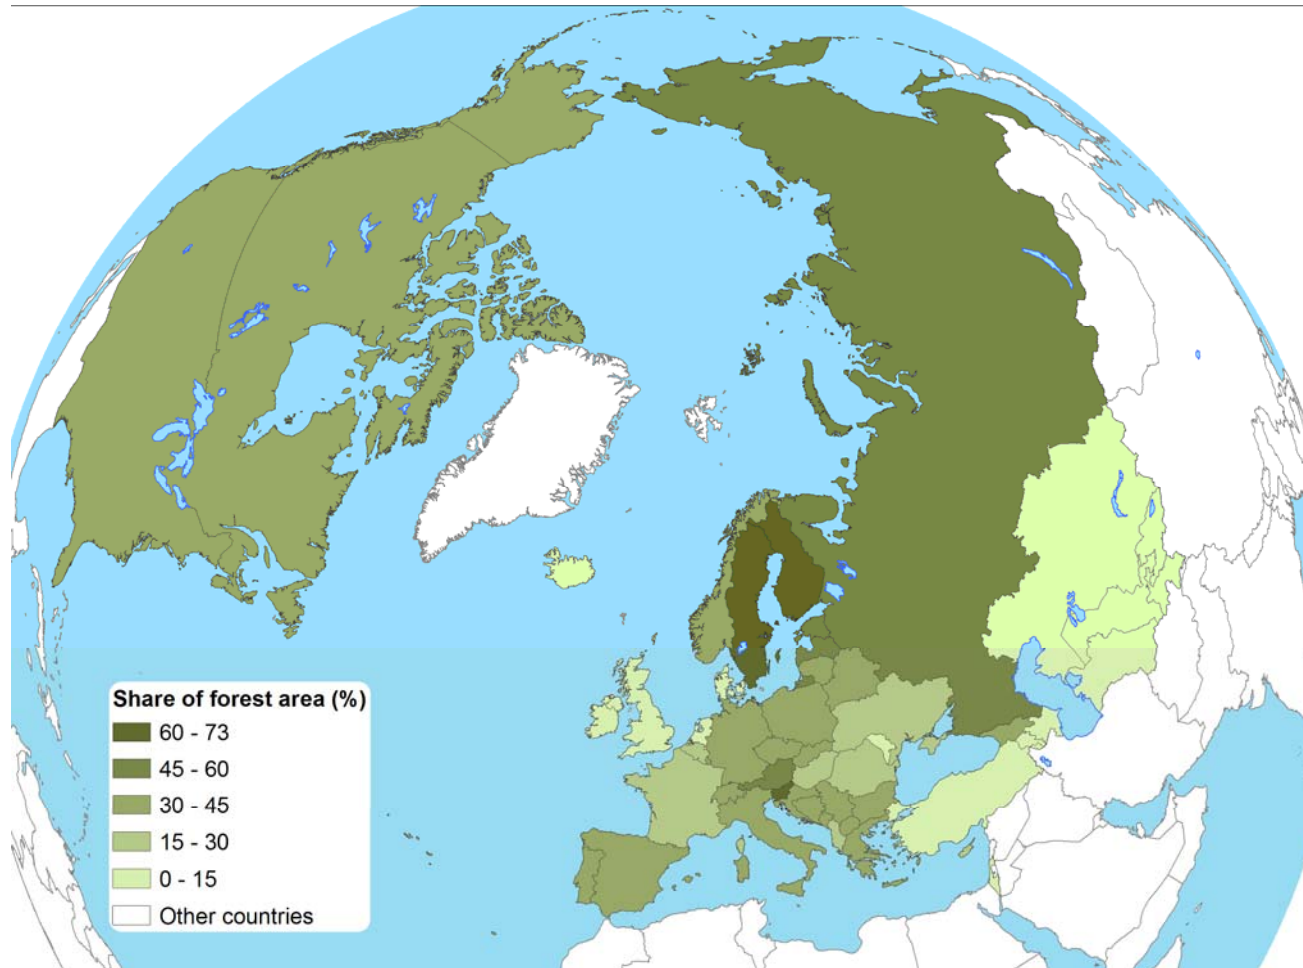 Share of forest area (%)
60 - 73
45 - 60
30 - 45
15 - 30
0 - 15
Other countries